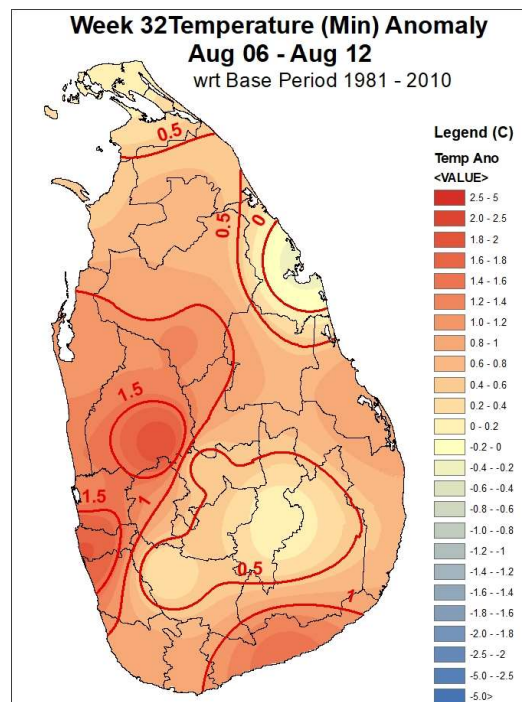 Week 32Temperature (Min) Anomaly
Aug 06 - Aug 12
wrt Base Period 1981 - 2010
Legend (C)
Temp Ano
<VALUE>
2.5 - 5
2.0 - 2.5
1.8 - 2
1.6 - 1.8
1.4 - 1.6
1.2 - 1.4
1.0 - 1.2
0.8 - 1
0.6 - 0.8
0.4 - 0.6
0.2 - 0.4
0 - 0.2
-0.2 - 0
-0.4 - -0.2
-0.6 - -0.4
-0.8 - -0.6
-1.0 - -0.8
-1.2 - -1
-1.4 - -1.2
-1.6 - -1.4
-1.8 - -1.6
-2.0 - -1.8
-2.5 - -2
-5.0 - -2.5
-5.0>
0.5
0.5
0
1.5
1.5
1
0.5
1